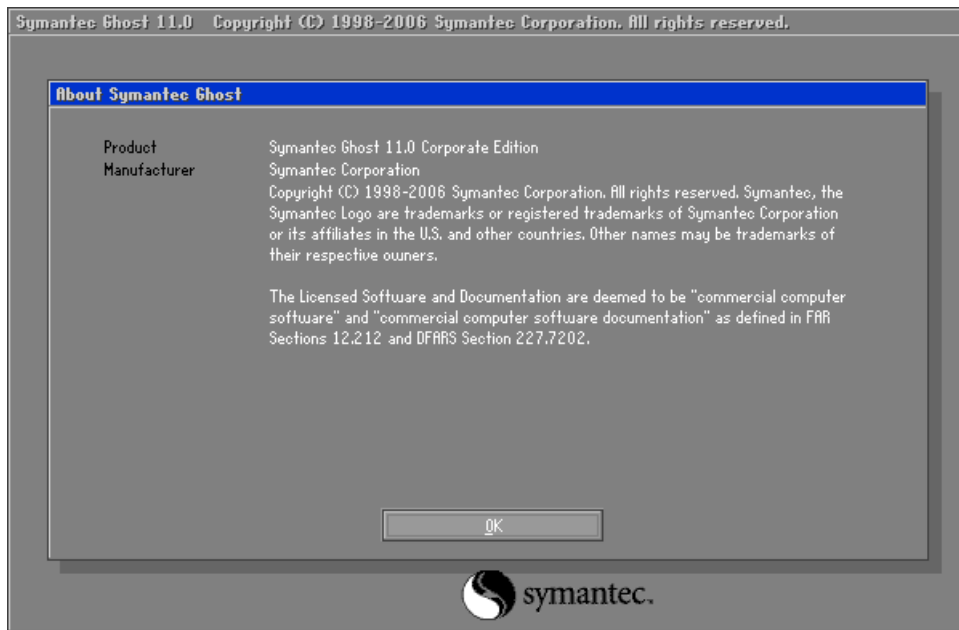 Symantec Ghost 11.0   Copyright (C) 1998-2006 Symantec Corporation. All rights reserved.
About Symantec Ghost
Product Symantec Ghost 11.0 Corporate Edition
Manufacturer Symantec Corporation
Copyright (C) 1998-2006 Symantec Corporation. All rights reserved. Symantec, the
Symantec Logo are trademarks or registered trademarks of Symantec Corporation
or its affiliates in the U.S. and other countries. Other names may be trademarks of
their respective owners.
The Licensed Software and Documentation are deemed to be "commercial computer
software" and "commercial computer software documentation" as defined in FAR
Sections 12.212 and DFARS Section 227.7202.
OK
symantec.